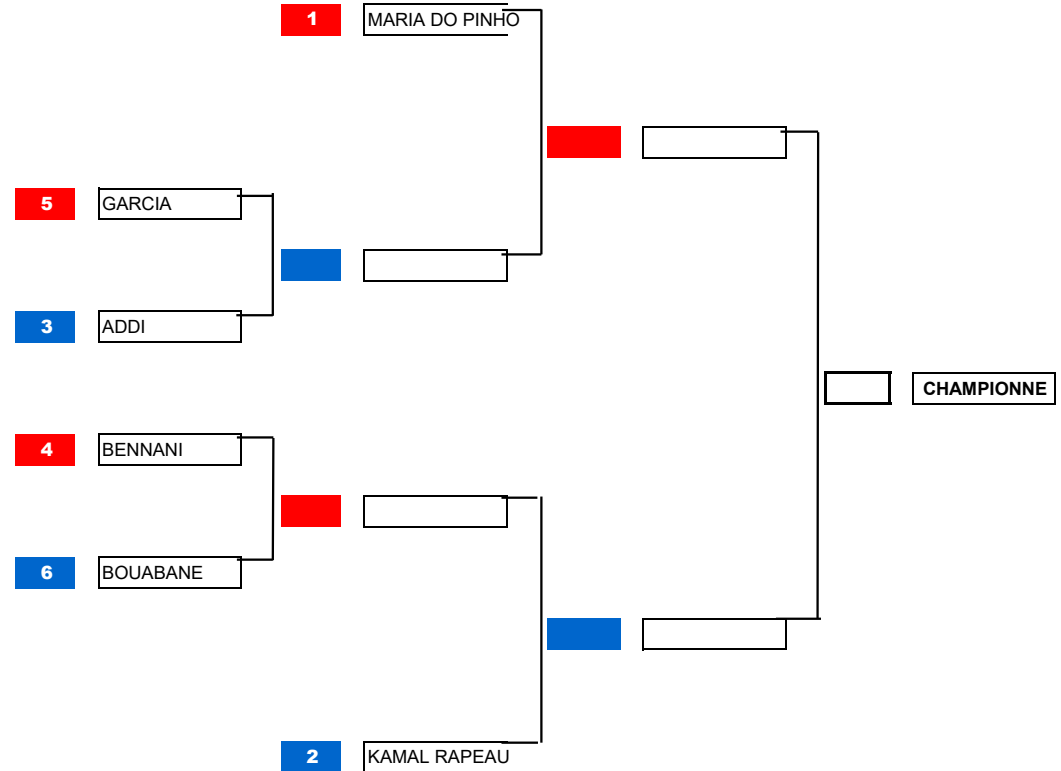 1 MARIA DO PINHO
5 GARCIA
3 ADDI
CHAMPIONNE
4 BENNANI
6 BOUABANE
2 KAMAL RAPEAU